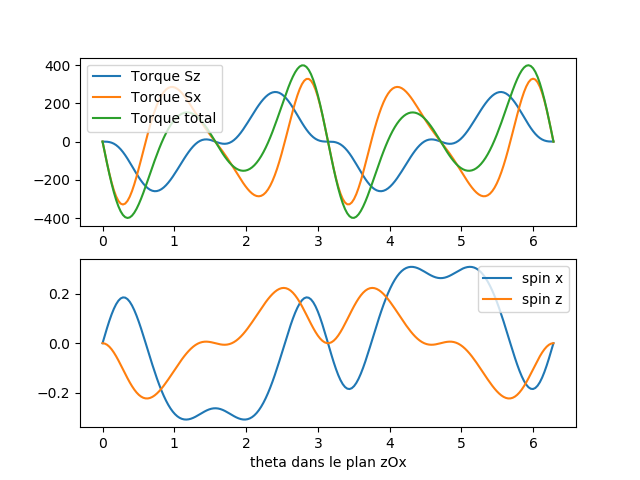 400
200
0
−200
−400
Torque Sz
Torque Sx
Torque total
0 1 2 3 4 5 6
0.2
0.0
−0.2
spin x
spin z
0 1 2 3 4 5 6
theta dans le plan zOx